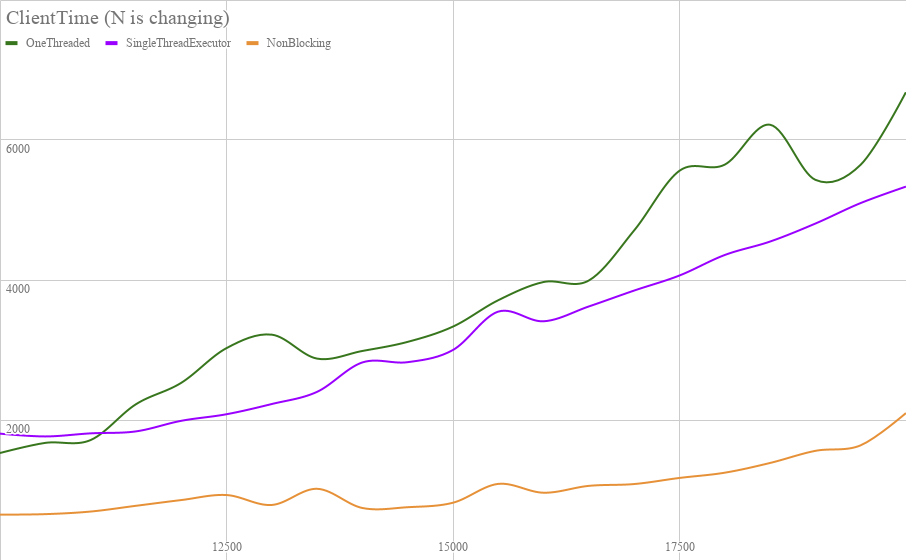 ClientTime (N is changing)
OneThreaded SingleThreadExecutor NonBlocking
6000
4000
2000
12500 15000 17500